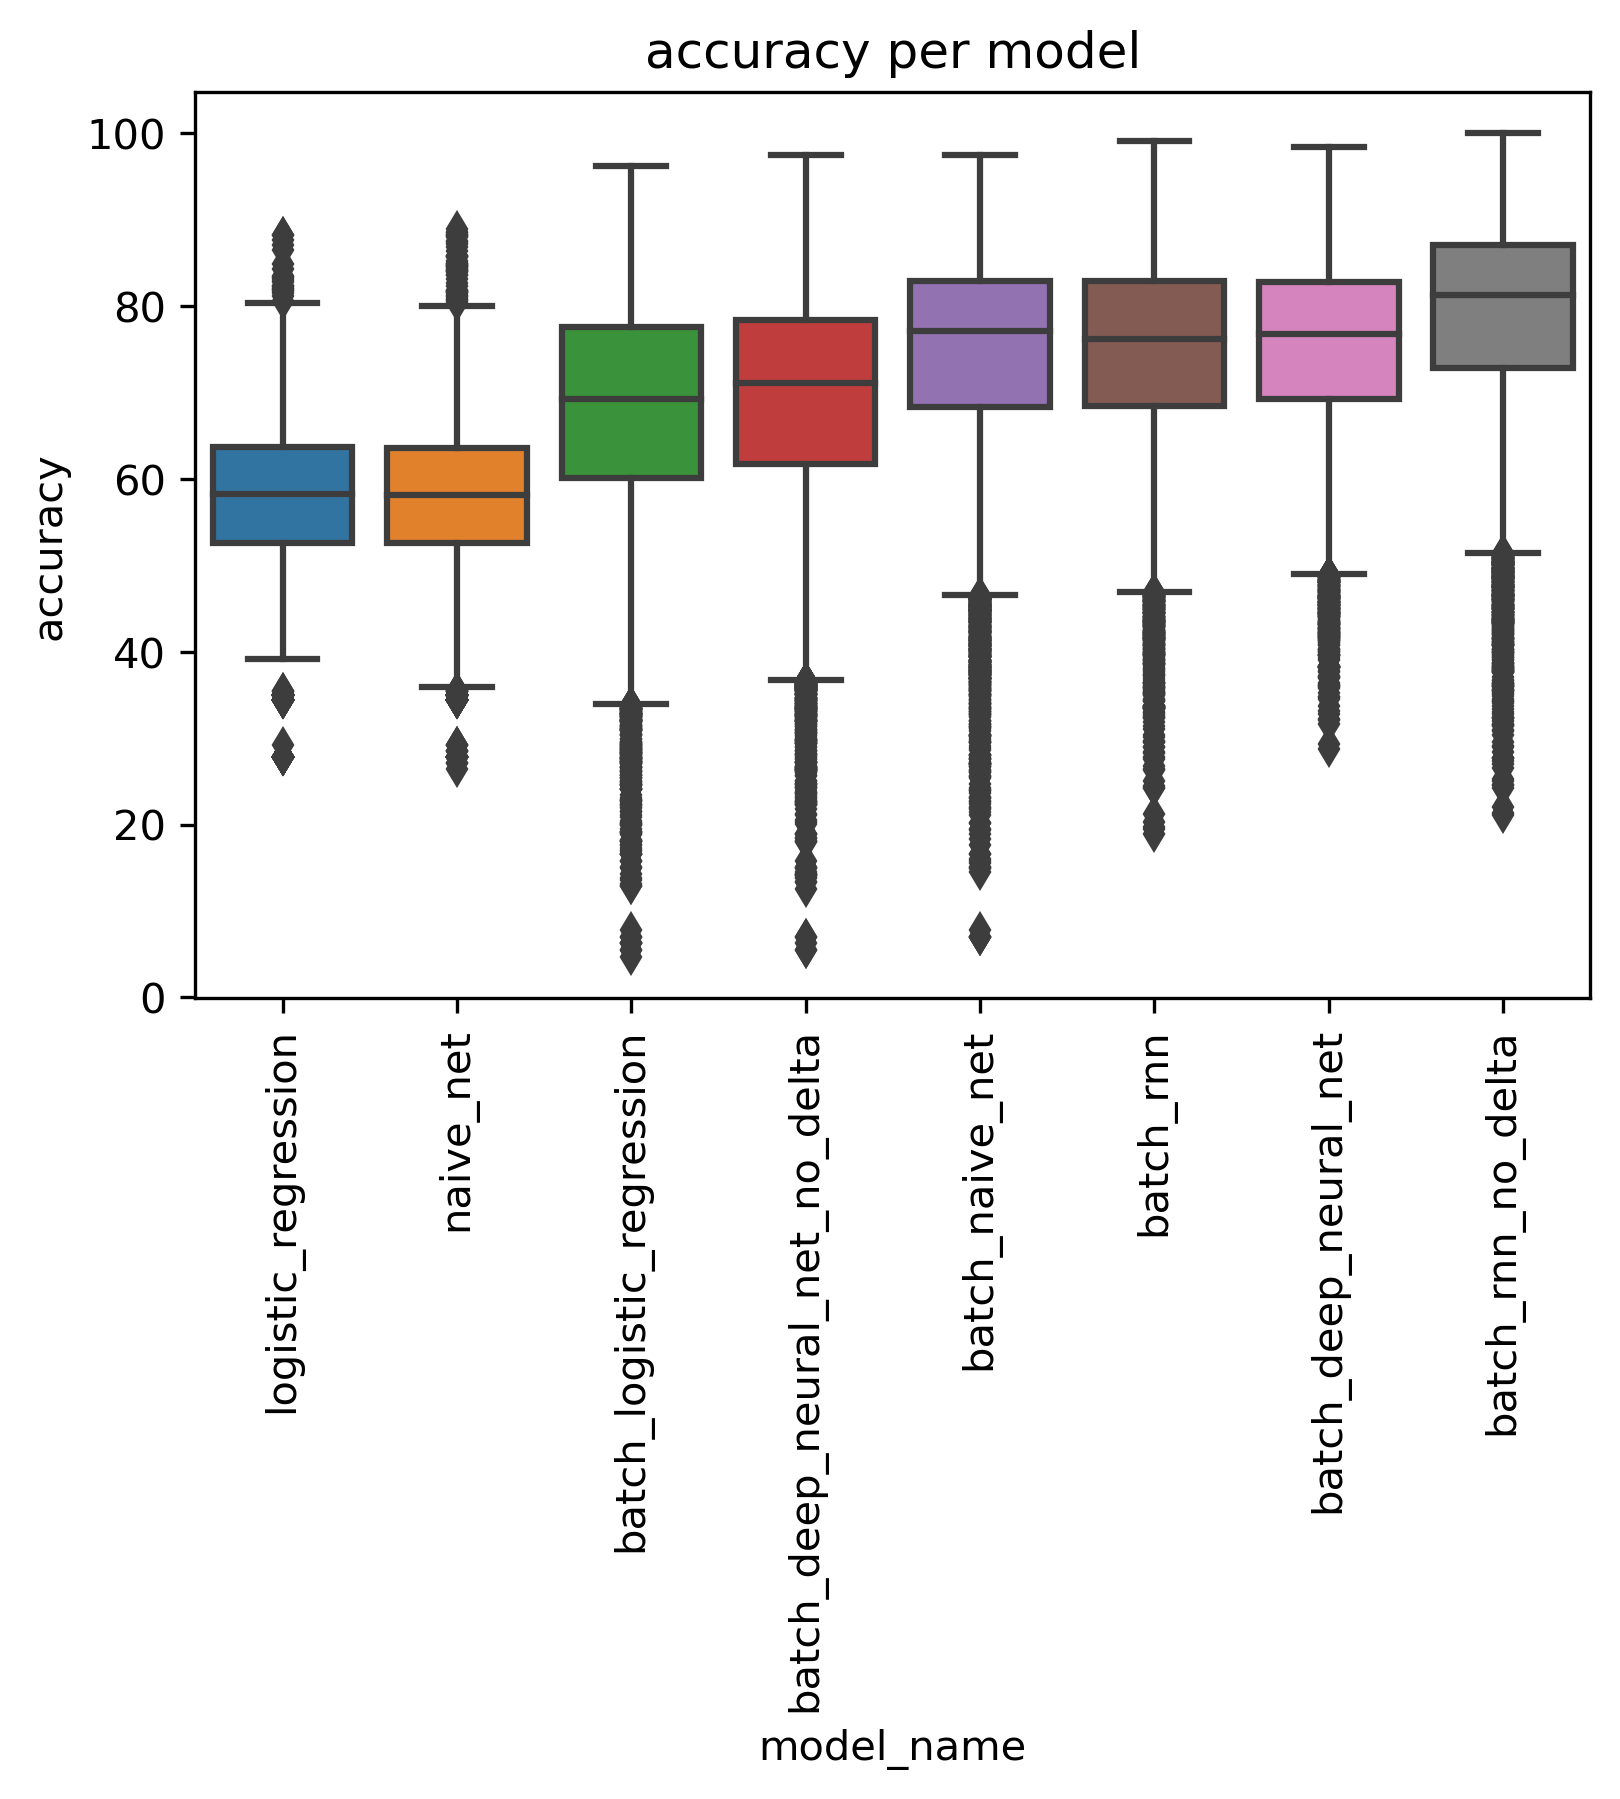 accuracy per model
accuracy
100
80
60
40
20
0
logistic_regression
naive_net
batch_logistic_regression
batch_deep_neural_net_no_delta
batch_naive_net
batch_rnn
batch_deep_neural_net
batch_rnn_no_delta
model_name